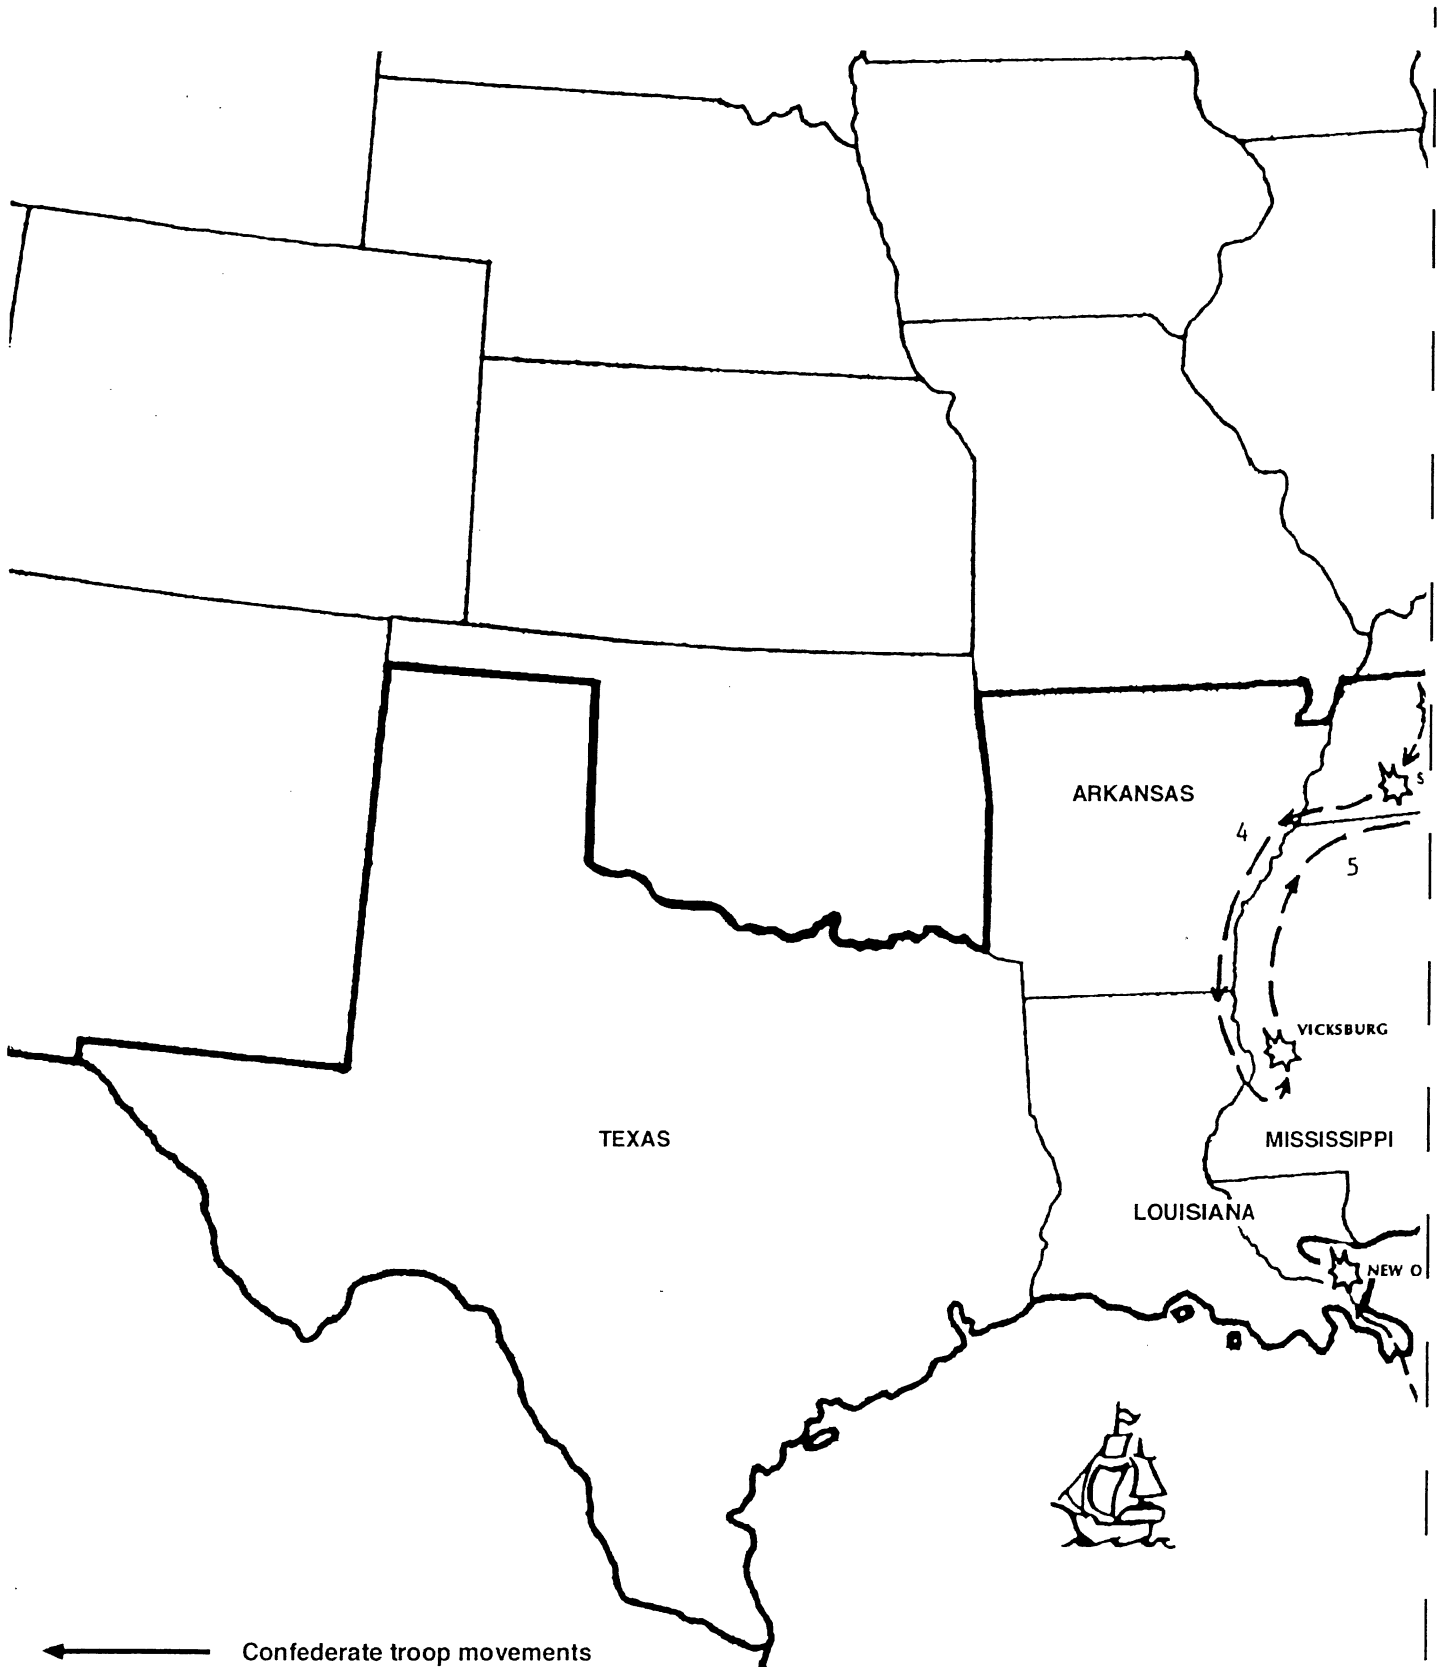 ARKANSAS
S
4
5
VICKSBURG
TEXAS
MISSISSIPPI
LOUISIANA
NEW O
Confederate troop movements